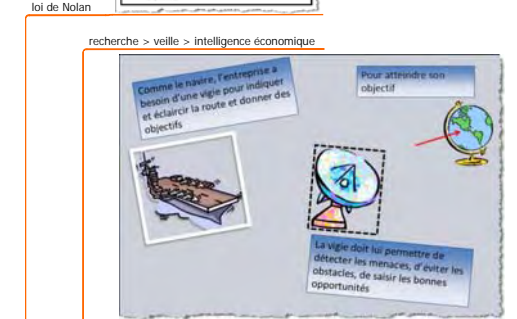 loi de Nolan
recherche > veille > intelligence économique
Comme le navire, l'entreprise a
besoin d'une vigie pour indiquer
et éclaircir la route et donner des
objectifs
Pour atteindre son
objectif
La vigie doit lui permettre de
détecter les menaces, d'éviter les
obstacles, de saisir les bonnes
opportunités